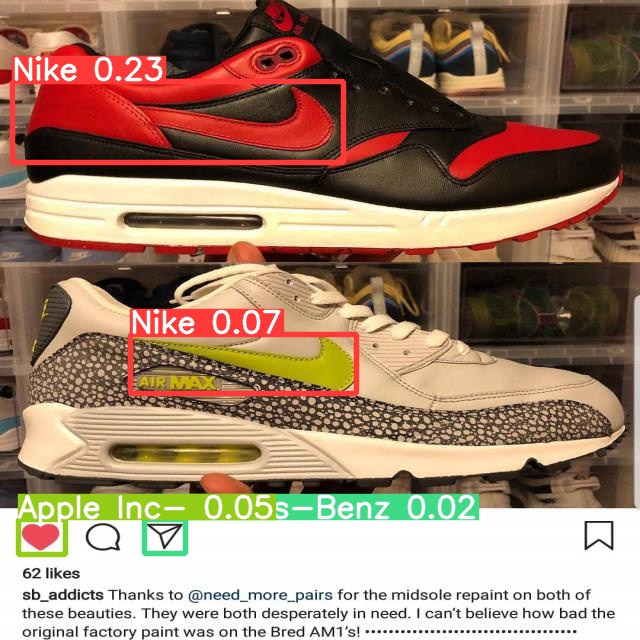 Nike 0.23
Nike 0.07
AIR MAX
Apple Inc– 0.05s–Benz 0.02
62 likes
sb_addicts Thanks to @need_more_pairs for the midsole repaint on both of
these beauties. They were both desperately in need. I can't believe how bad the
original factory paint was on the Bred AM1's! ••••••••••••••••••••••••••••••••••